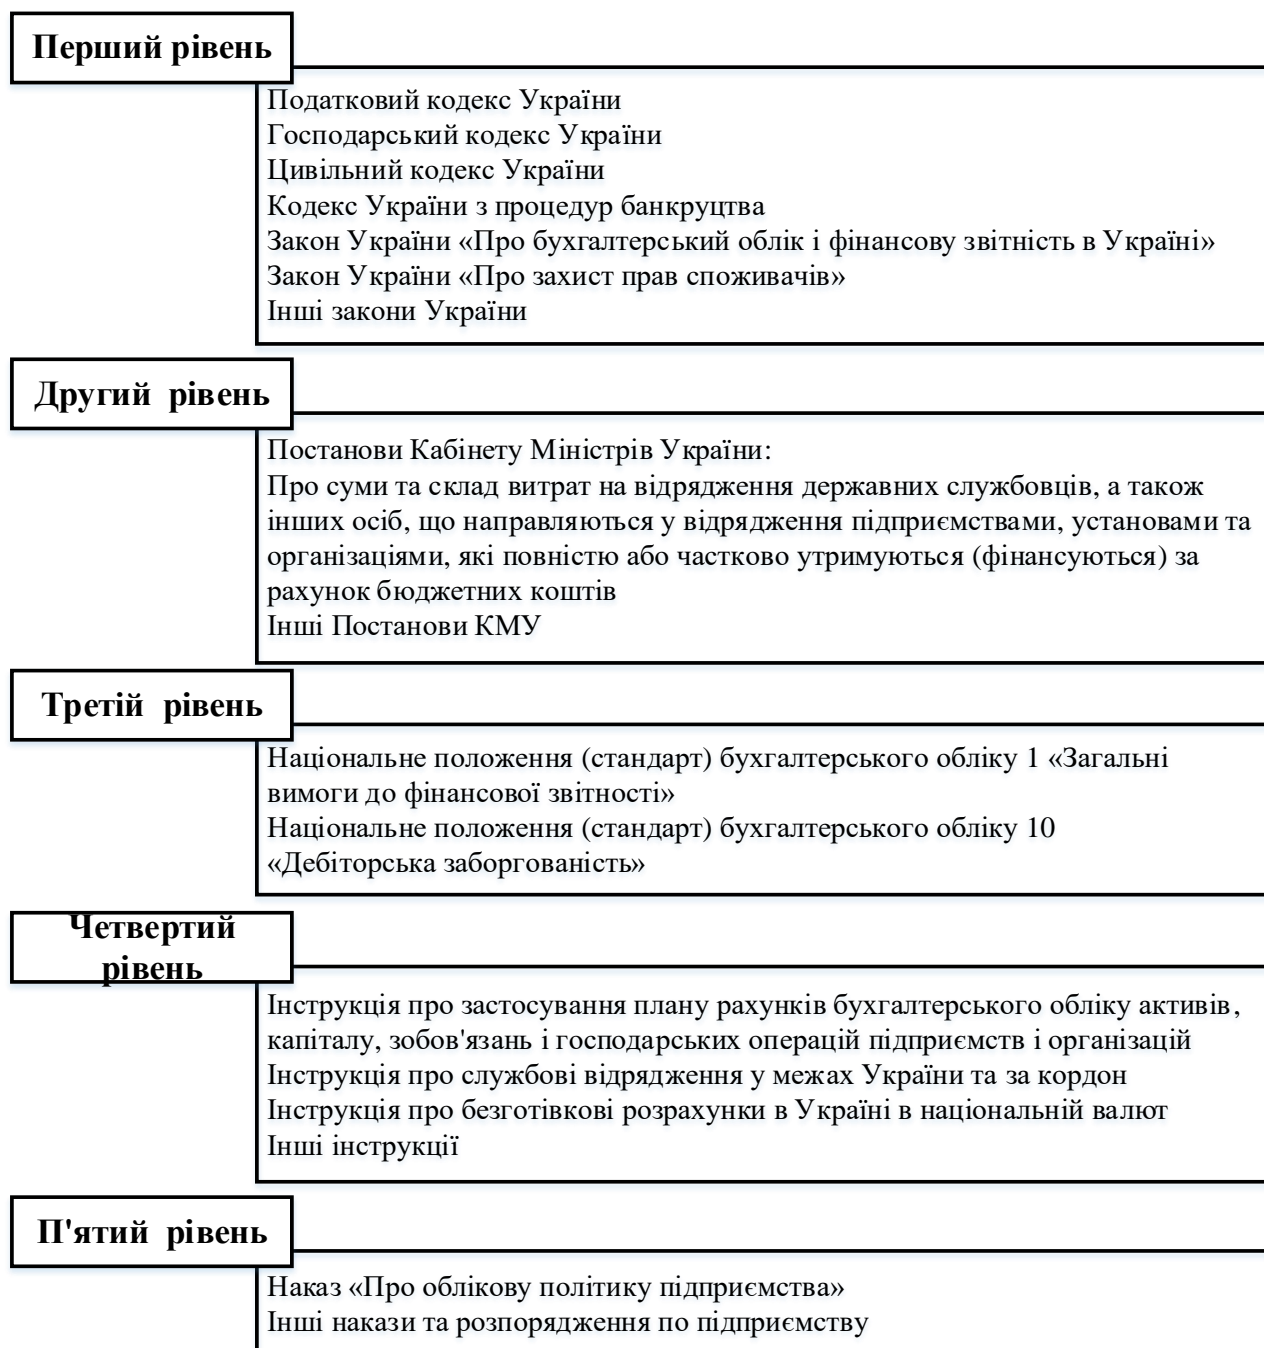 Перший рівень
Податковий кодекс України
Господарський кодекс України
Цивільний кодекс України
Кодекс України з процедур банкруцтва
Закон України «Про бухгалтерський облік і фінансову звітність в Україні»
Закон України «Про захист прав споживачів»
Інші закони України
Другий рівень
Постанови Кабінету Міністрів України:
Про суми та склад витрат на відрядження державних службовців, а також
інших осіб, що направляються у відрядження підприємствами, установами та
організаціями, які повністю або частково утримуються (фінансуються) за
рахунок бюджетних коштів
Інші Постанови КМУ
Третій рівень
Національне положення (стандарт) бухгалтерського обліку 1 «Загальні
вимоги до фінансової звітності»
Національне положення (стандарт) бухгалтерського обліку 10
«Дебіторська заборгованість»
Четвертий
рівень
Інструкція про застосування плану рахунків бухгалтерського обліку активів,
капіталу, зобов'язань і господарських операцій підприємств і організацій
Інструкція про службові відрядження у межах України та за кордон
Інструкція про безготівкові розрахунки в Україні в національній валют
Інші інструкції
П'ятий рівень
Наказ «Про облікову політику підприємства»
Інші накази та розпорядження по підприємству